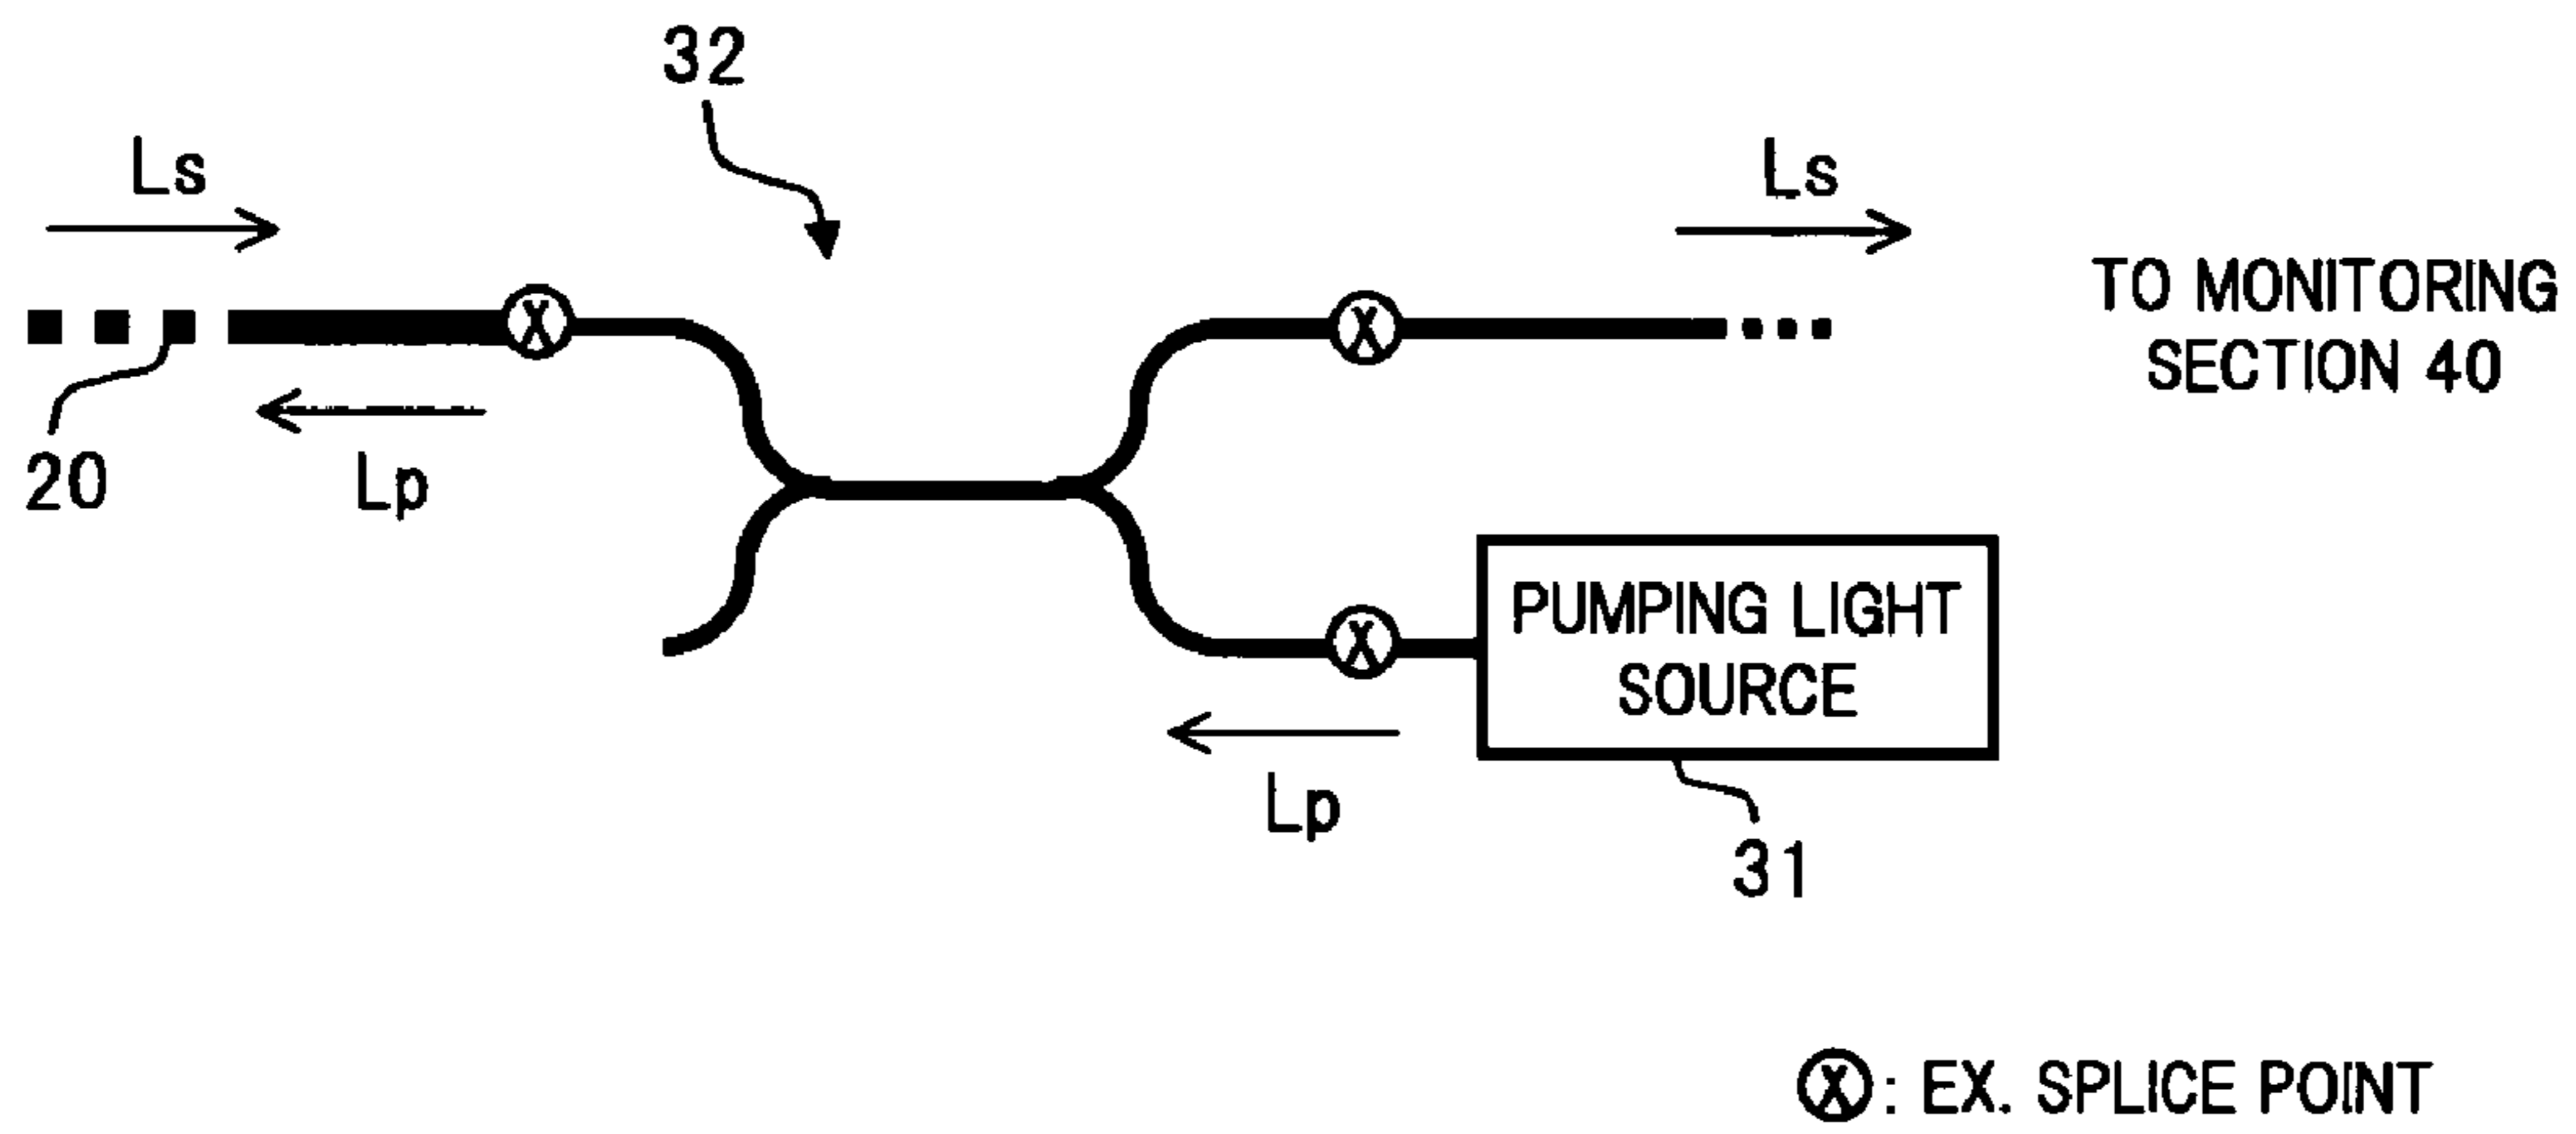 32
Ls
Ls
TO MONITORING
SECTION 40
X
X
20
Lp
X
PUMPING LIGHT
SOURCE
Lp
31
X: EX. SPLICE POINT